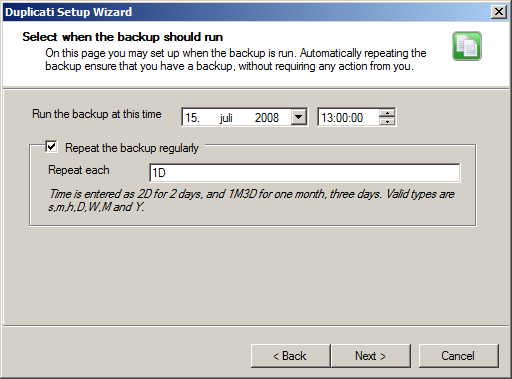 Duplicati Setup Wizard
Select when the backup should run
On this page you may set up when the backup is run. Automatically repeating the
backup ensure that you have a backup, without requiring any action from you.
Run the backup at this time 15. juli 2008 13:00:00
Repeat the backup regularly
Repeat each 1D
Time is entered as 2D for 2 days, and 1M3D for one month, three days. Valid types are
s,m,h,D,W,M and Y.
< Back Next > Cancel